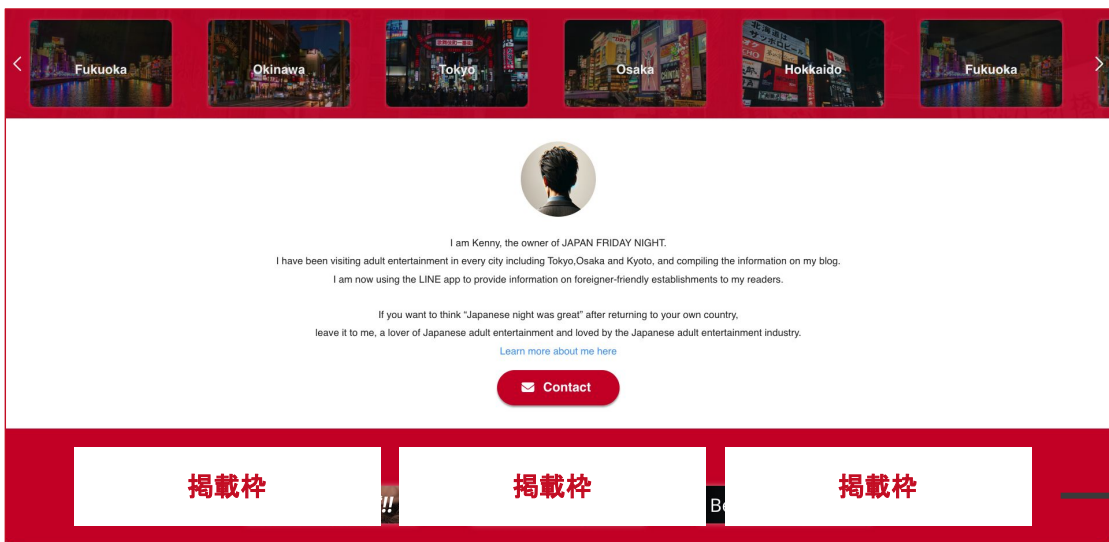 Fukuoka
Okinawa
Tokyo
Osaka
Hokkaido
Fukuoka
I am Kenny, the owner of JAPAN FRIDAY NIGHT.
I have been visiting adult entertainment in every city including Tokyo,Osaka and Kyoto, and compiling the information on my blog.
I am now using the LINE app to provide information on foreigner-friendly establishments to my readers.
If you want to think “Japanese night was great” after returning to your own country,
leave it to me, a lover of Japanese adult entertainment and loved by the Japanese adult entertainment industry.
Learn more about me here
Contact
掲載枠
掲載枠
掲載枠
!!